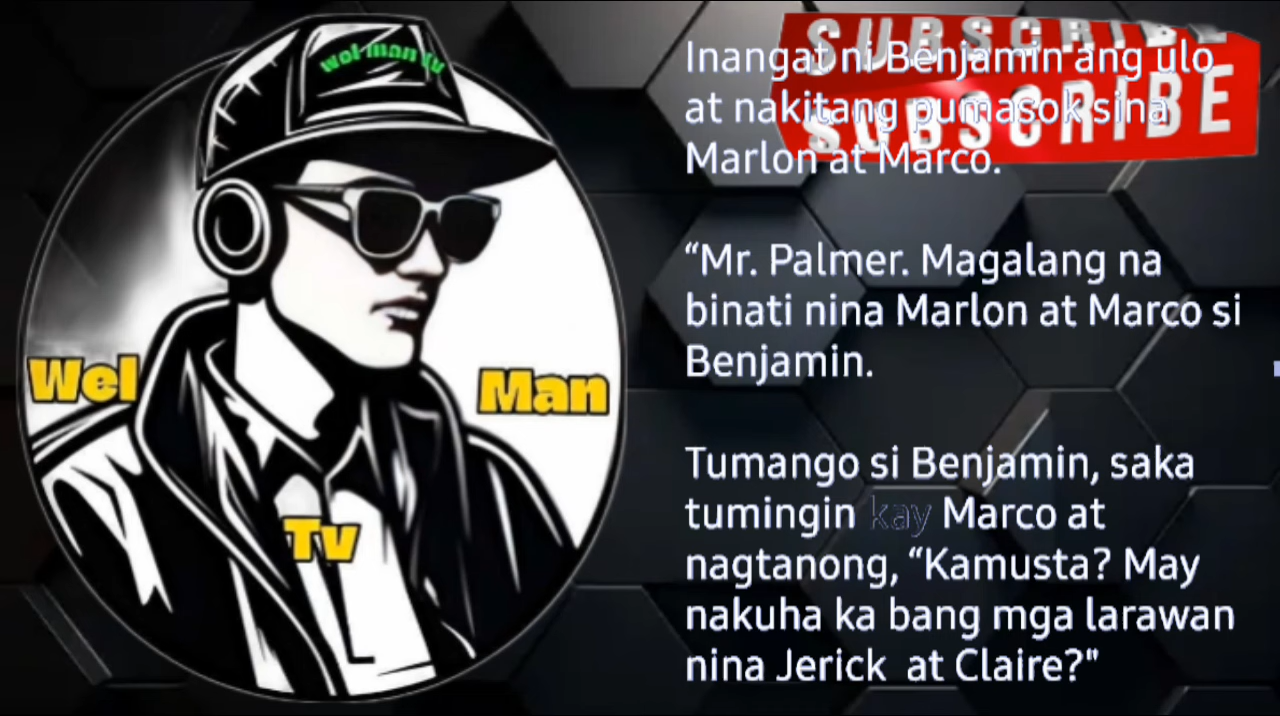 wel man tv
Wel
Man
Tv
SUBSCRIBE
SUBSCRIBE
Inangat ni Benjamin ang ulo
at nakitang pumasok sina
Marlon at Marco.
“Mr. Palmer. Magalang na
binati nina Marlon at Marco si
Benjamin.
Tumango si Benjamin, saka
tumingin kay Marco at
nagtanong, “Kamusta? May
nakuha ka bang mga larawan
nina Jerick at Claire?"